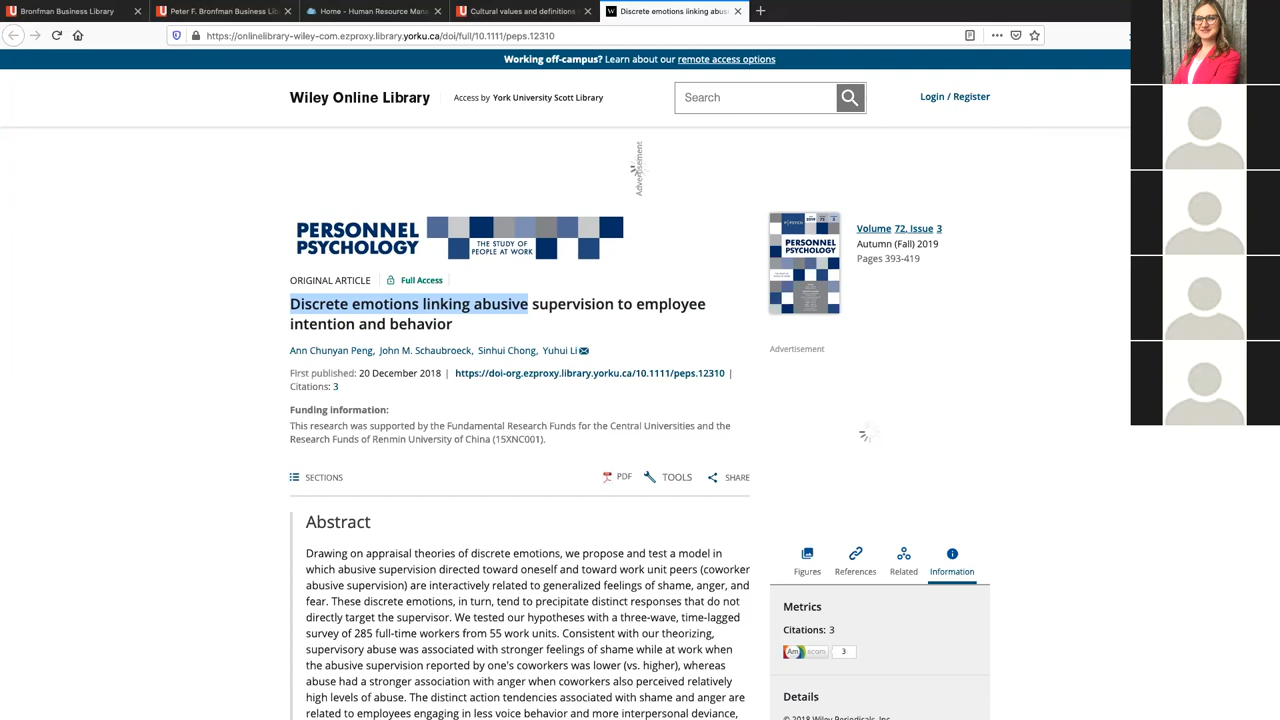 Bronfman Business Library
Peter F. Bronfman Business Lib
Home - Human Resource Man
Cultural values and definitions
Discrete emotions linking abus
https://onlinelibrary-wiley-com.ezproxy.library.yorku.ca/doi/full/10.1111/peps.12310
Working off-campus? Learn about our remote access options
Wiley Online Library
Access by York University Scott Library
Search
Login / Register
Advertisement
PERSONNEL
PSYCHOLOGY
THE STUDY OF
PEOPLE AT WORK
PERSONNEL
PSYCHOLOGY
Volume 72, Issue 3
Autumn (Fall) 2019
Pages 393-419
ORIGINAL ARTICLE
Full Access
Discrete emotions linking abusive supervision to employee
intention and behavior
Ann Chunyan Peng, John M. Schaubroeck, Sinhui Chong, Yuhui Li
Advertisement
First published: 20 December 2018 | https://doi-org.ezproxy.library.yorku.ca/10.1111/peps.12310 |
Citations: 3
Funding information:
This research was supported by the Fundamental Research Funds for the Central Universities and the
Research Funds of Renmin University of China (15XNC001).
SECTIONS
PDF
TOOLS
SHARE
Abstract
Drawing on appraisal theories of discrete emotions, we propose and test a model in
which abusive supervision directed toward oneself and toward work unit peers (coworker
abusive supervision) are interactively related to generalized feelings of shame, anger, and
fear. These discrete emotions, in turn, tend to precipitate distinct responses that do not
directly target the supervisor. We tested our hypotheses with a three-wave, time-lagged
survey of 285 full-time workers from 55 work units. Consistent with our theorizing,
supervisory abuse was associated with stronger feelings of shame while at work when
the abusive supervision reported by one's coworkers was lower (vs. higher), whereas
abuse had a stronger association with anger when coworkers also perceived relatively
high levels of abuse. The distinct action tendencies associated with shame and anger are
related to employees engaging in less voice behavior and more interpersonal deviance,
Figures
References
Related
Information
Metrics
Citations: 3
Am
score
3
Details
© 2018 Wiley Periodicals, Inc.